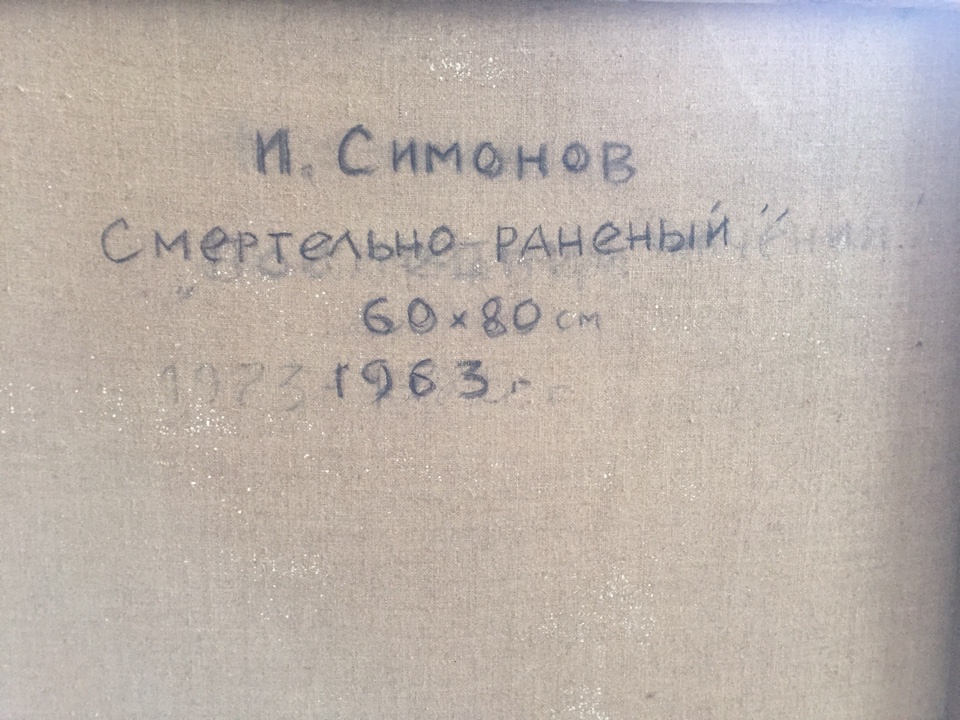 И. Симонов
Смертельно-раненый"
60×80 см
1963 г